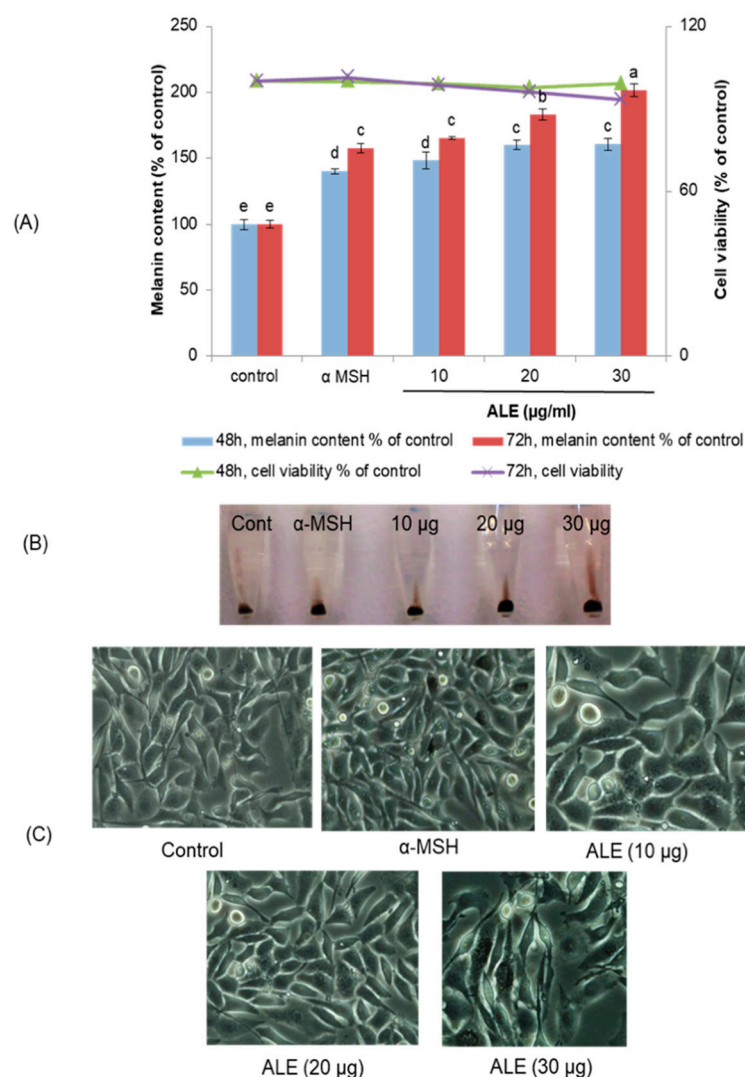 (A)
Melanin content (% of control)
250
200
150
100
50
0
120
60
0
Cell viability (% of control)
e e
d c
d c
c b
c a
control α MSH 10 20 30
ALE (µg/ml)
48h, melanin content % of control 72h, melanin content % of control
48h, cell viability % of control 72h, cell viability
(B)
Cont α-MSH 10 µg 20 µg 30 µg
(C)
Control α-MSH ALE (10 µg)
ALE (20 µg) ALE (30 µg)